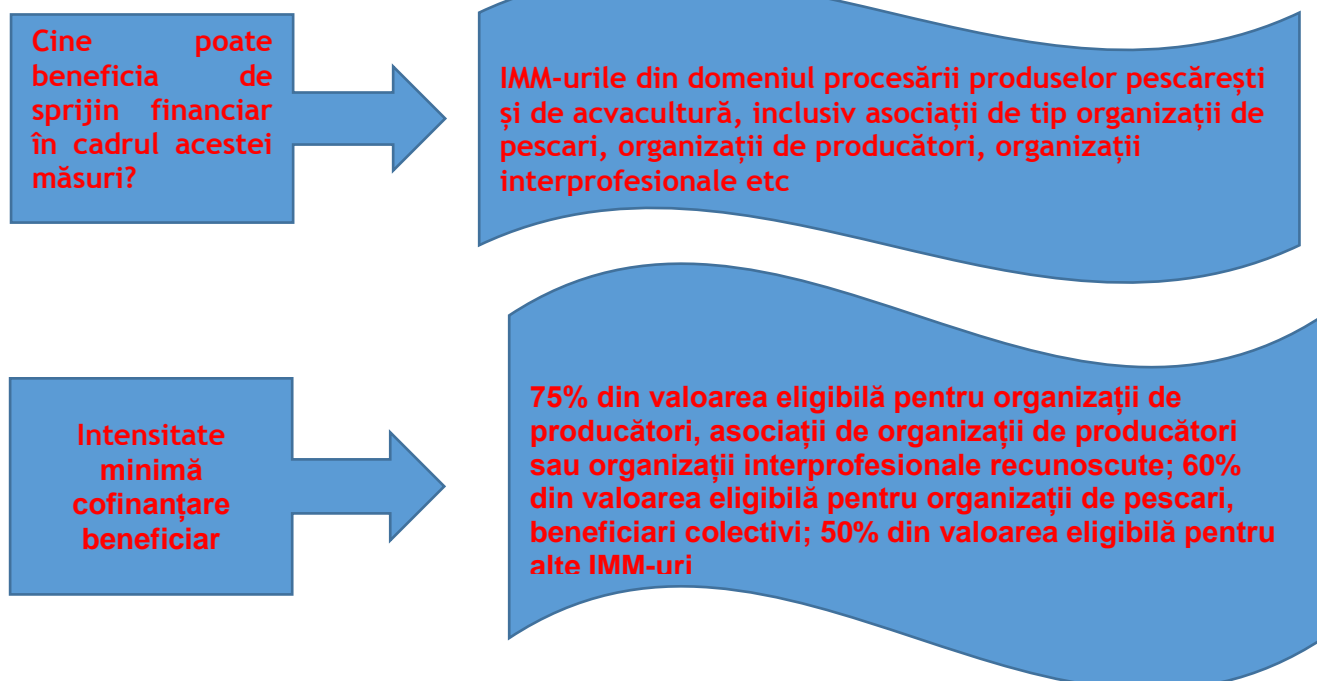 Cine poate
beneficia de
sprijin financiar
în cadrul acestei
măsuri?
IMM-urile din domeniul procesării produselor pescărești
și de acvacultură, inclusiv asociații de tip organizații de
pescari, organizații de producători, organizații
interprofesionale etc
Intensitate
minimă
cofinanțare
beneficiar
75% din valoarea eligibilă pentru organizații de
producători, asociații de organizații de producători
sau organizații interprofesionale recunoscute; 60%
din valoarea eligibilă pentru organizații de pescari,
beneficiari colectivi; 50% din valoarea eligibilă pentru
alte IMM-uri